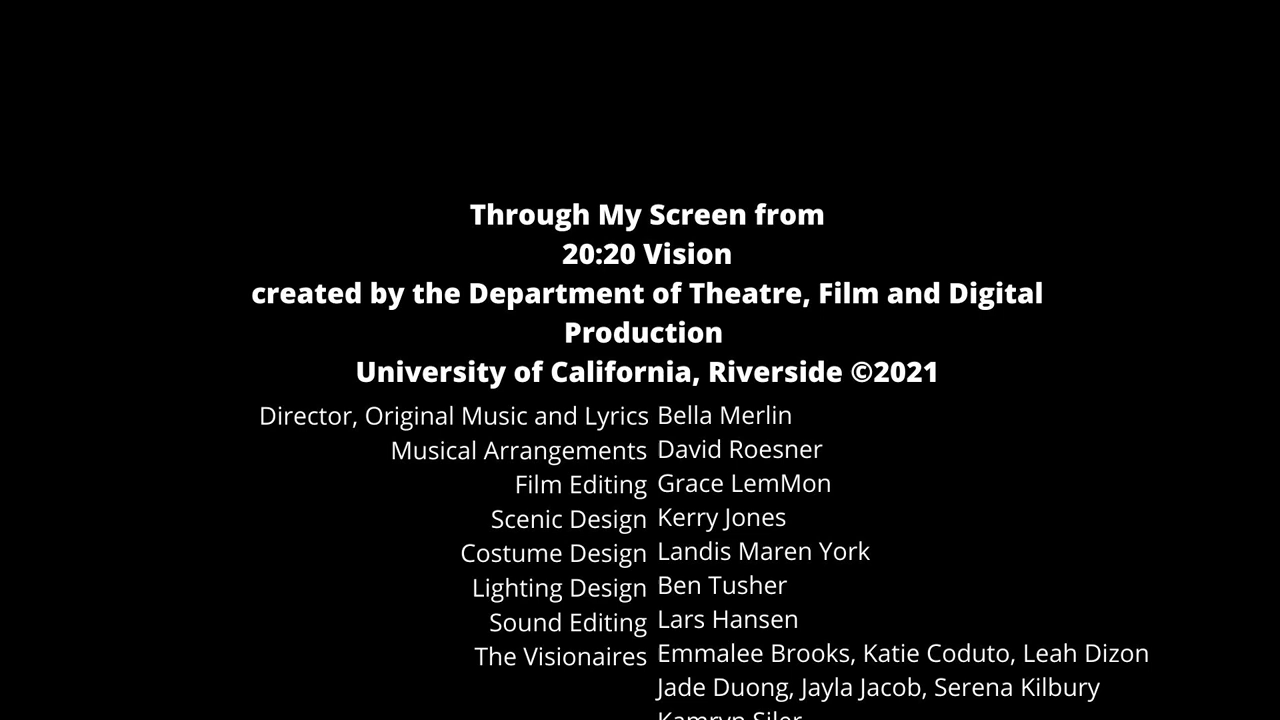 Through My Screen from
20:20 Vision
created by the Department of Theatre, Film and Digital
Production
University of California, Riverside ©2021
Director, Original Music and Lyrics Bella Merlin
Musical Arrangements David Roesner
Film Editing Grace LemMon
Scenic Design Kerry Jones
Costume Design Landis Maren York
Lighting Design Ben Tusher
Sound Editing Lars Hansen
The Visionaires Emmalee Brooks, Katie Coduto, Leah Dizon
Jade Duong, Jayla Jacob, Serena Kilbury
Kamryn Siler